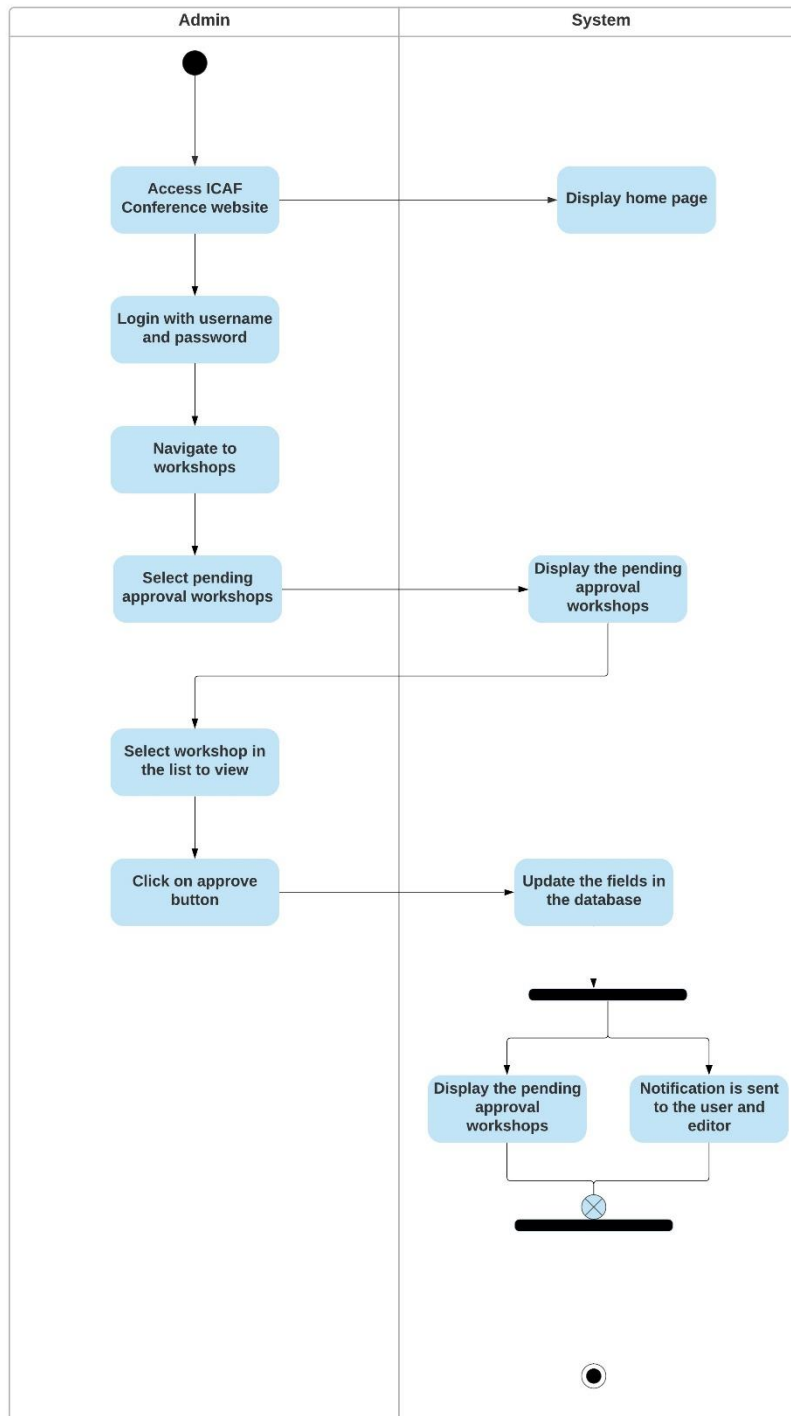 Admin
System
Access ICAF
Conference website
Display home page
Login with username
and password
Navigate to
workshops
Select pending
approval workshops
Display the pending
approval
workshops
Select workshop in
the list to view
Click on approve
button
Update the fields in
the database
Display the pending
approval
workshops
Notification is sent
to the user and
editor